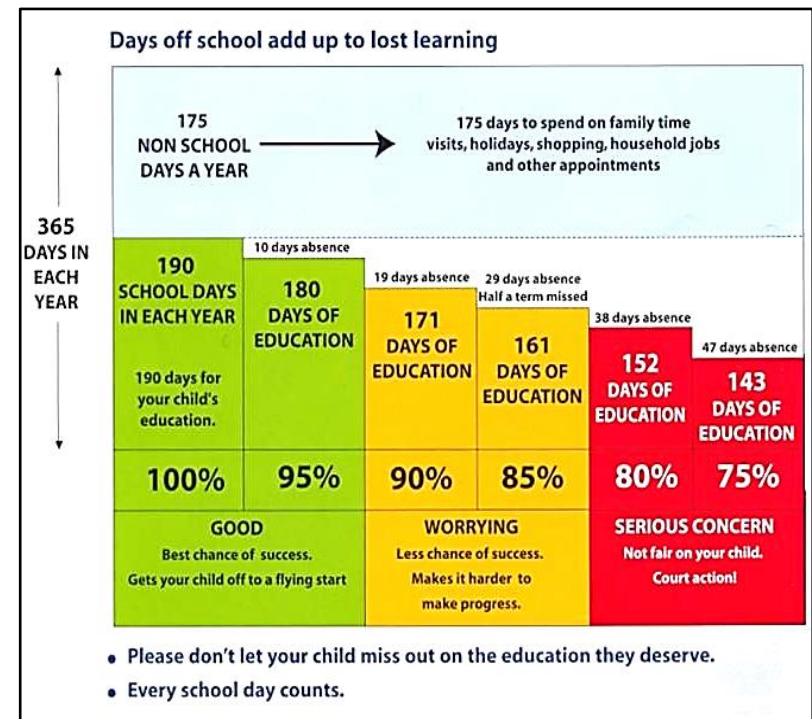 Days off school add up to lost learning
175
NON SCHOOL
DAYS A YEAR
175 days to spend on family time
visits, holidays, shopping, household jobs
and other appointments
365
DAYS IN
EACH
YEAR
190
SCHOOL DAYS
IN EACH YEAR
190 days for
your child's
education.
10 days absence
180
DAYS OF
EDUCATION
19 days absence
171
DAYS OF
EDUCATION
29 days absence
Half a term missed
161
DAYS OF
EDUCATION
38 days absence
152
DAYS OF
EDUCATION
47 days absence
143
DAYS OF
EDUCATION
100%
95%
90%
85%
80%
75%
GOOD
Best chance of success.
Gets your child off to a flying start
WORRYING
Less chance of success.
Makes it harder to
make progress.
SERIOUS CONCERN
Not fair on your child.
Court action!
• Please don't let your child miss out on the education they deserve.
• Every school day counts.